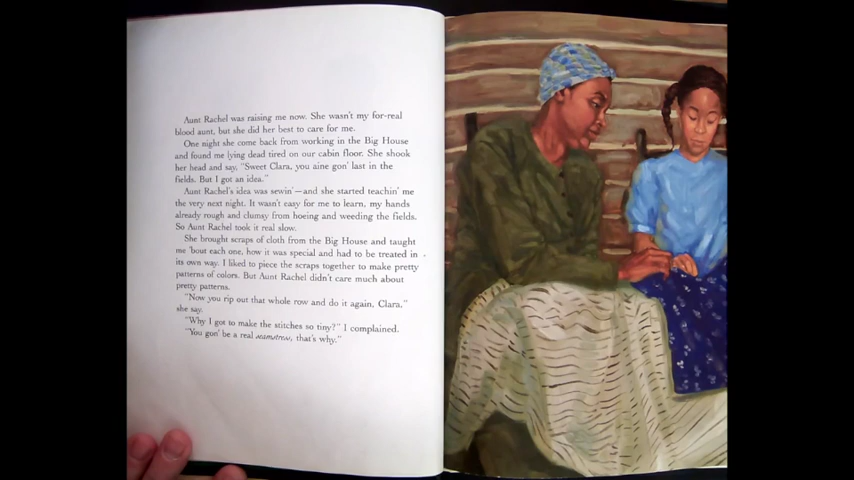 Aunt Rachel was raising me now. She wasn't my for-real
blood aunt, but she did her best to care for me.
One night she come back from working in the Big House
and found me lying dead tired on our cabin floor. She shook
her head and say, "Sweet Clara, you aine gon' last in the
fields. But I got an idea."
Aunt Rachel's idea was sewin'—and she started teachin' me
the very next night. It wasn't easy for me to learn, my hands
already rough and clumsy from hoeing and weeding the fields.
So Aunt Rachel took it real slow.
She brought scraps of cloth from the Big House and taught
me 'bout each one, how it was special and had to be treated in
its own way. I liked to piece the scraps together to make pretty
patterns of colors. But Aunt Rachel didn't care much about
pretty patterns.
"Now you rip out that whole row and do it again, Clara,"
she say.
"Why I got to make the stitches so tiny?" I complained.
"You gon' be a real seamstress, that's why."